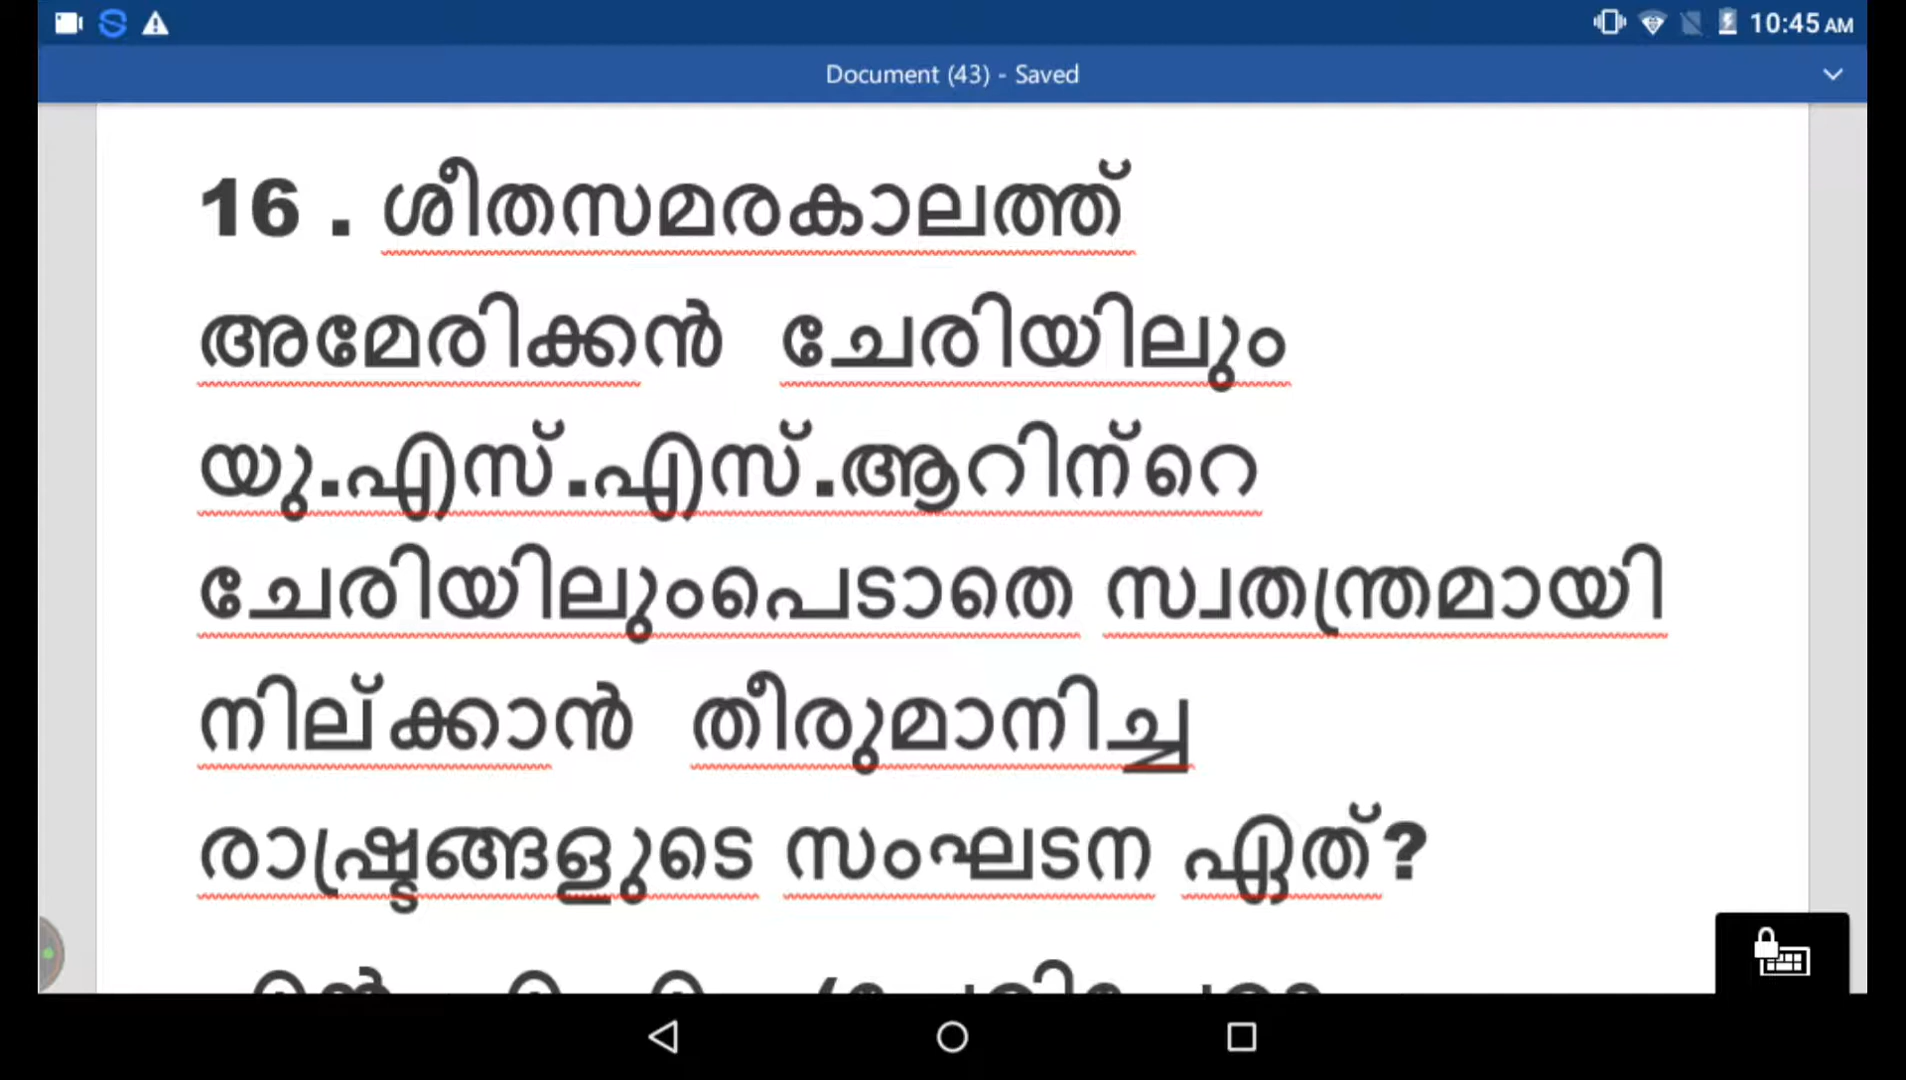 10:45 AM
Document (43) - Saved
16 . ശീതസമരകാലത്ത്
അമേരിക്കൻ ചേരിയിലും
യു.എസ്.എസ്.ആറിന്റെ
ചേരിയിലുംപെടാതെ സ്വതന്ത്രമായി
നില്ക്കാൻ തീരുമാനിച്ച
രാഷ്ട്രങ്ങളുടെ സംഘടന ഏത്?